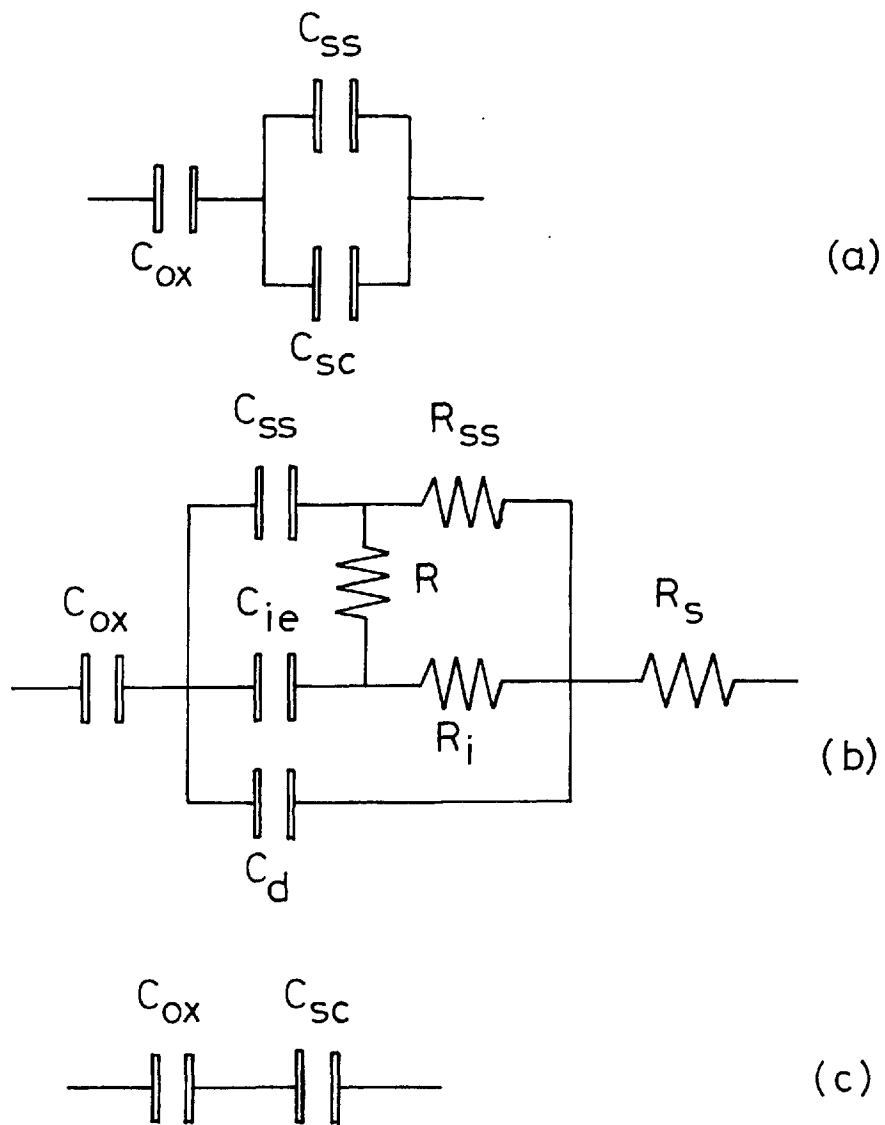 C_ss
C_ox
(a)
C_sc
C_ss R_ss
R
C_ox C_ie R_s
R_i
(b)
C_d
C_ox C_sc
(c)